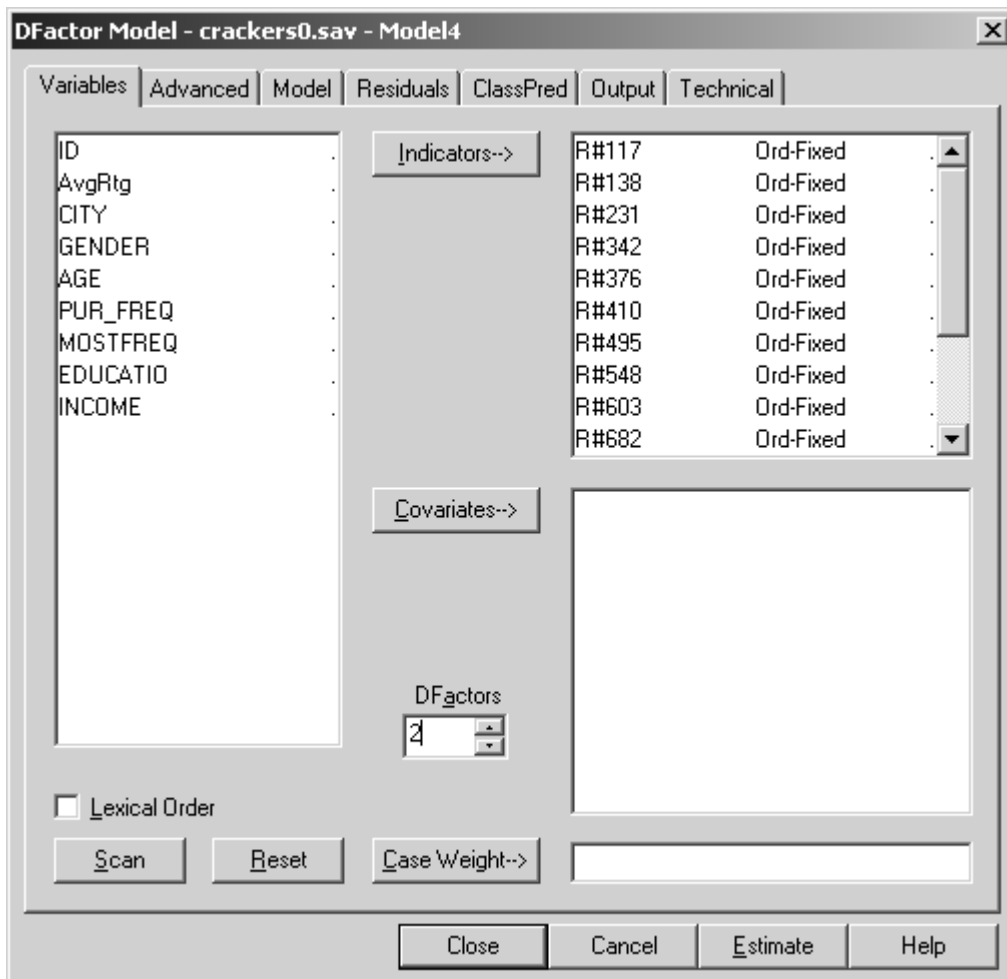 DFactor Model - crackers0.sav - Model4
Variables Advanced Model Residuals ClassPred Output Technical
ID .
AvgRtg .
CITY .
GENDER .
AGE .
PUR_FREQ .
MOSTFREQ .
EDUCATIO .
INCOME .
Indicators-->
R#117 Ord-Fixed .
R#138 Ord-Fixed .
R#231 Ord-Fixed .
R#342 Ord-Fixed .
R#376 Ord-Fixed .
R#410 Ord-Fixed .
R#495 Ord-Fixed .
R#548 Ord-Fixed .
R#603 Ord-Fixed .
R#682 Ord-Fixed .
Covariates-->
DFactors
2
Lexical Order
Scan Reset Case Weight-->
Close Cancel Estimate Help